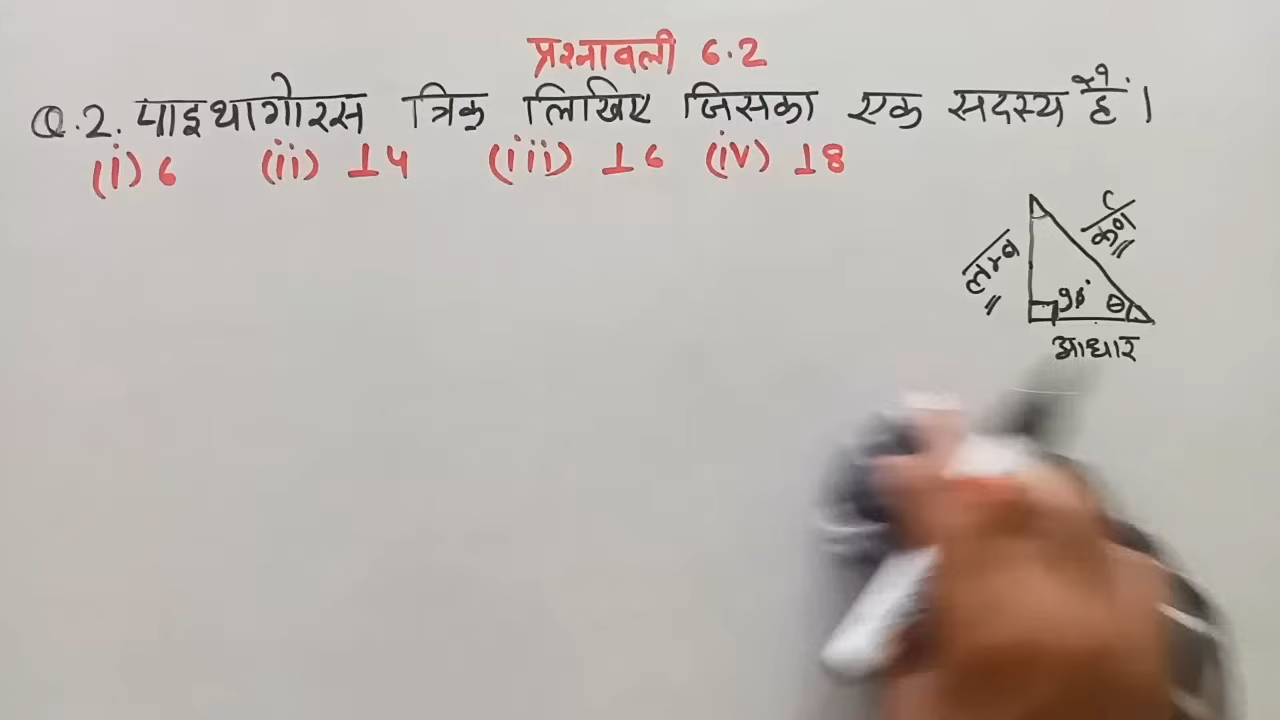 प्रश्नावली 6.2
Q.2. पाइथागोरस त्रिक लिखिए जिसका एक सदस्य है।
(i) 6 (ii) 14 (iii) 16 (iv) 18
लम्ब
कर्ण
90°
θ
आधार